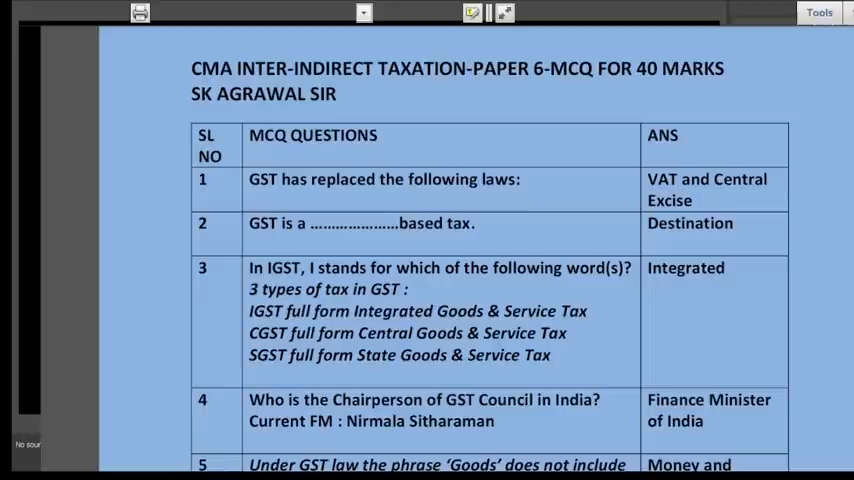 Tools
CMA INTER-INDIRECT TAXATION-PAPER 6-MCQ FOR 40 MARKS
SK AGRAWAL SIR
SL NO MCQ QUESTIONS ANS
1 GST has replaced the following laws: VAT and Central Excise
2 GST is a .....................based tax. Destination
3 In IGST, I stands for which of the following word(s)? Integrated
3 types of tax in GST :
IGST full form Integrated Goods & Service Tax
CGST full form Central Goods & Service Tax
SGST full form State Goods & Service Tax
4 Who is the Chairperson of GST Council in India? Finance Minister
Current FM : Nirmala Sitharaman of India
No sour
5 Under GST law the phrase ‘Goods’ does not include Money and